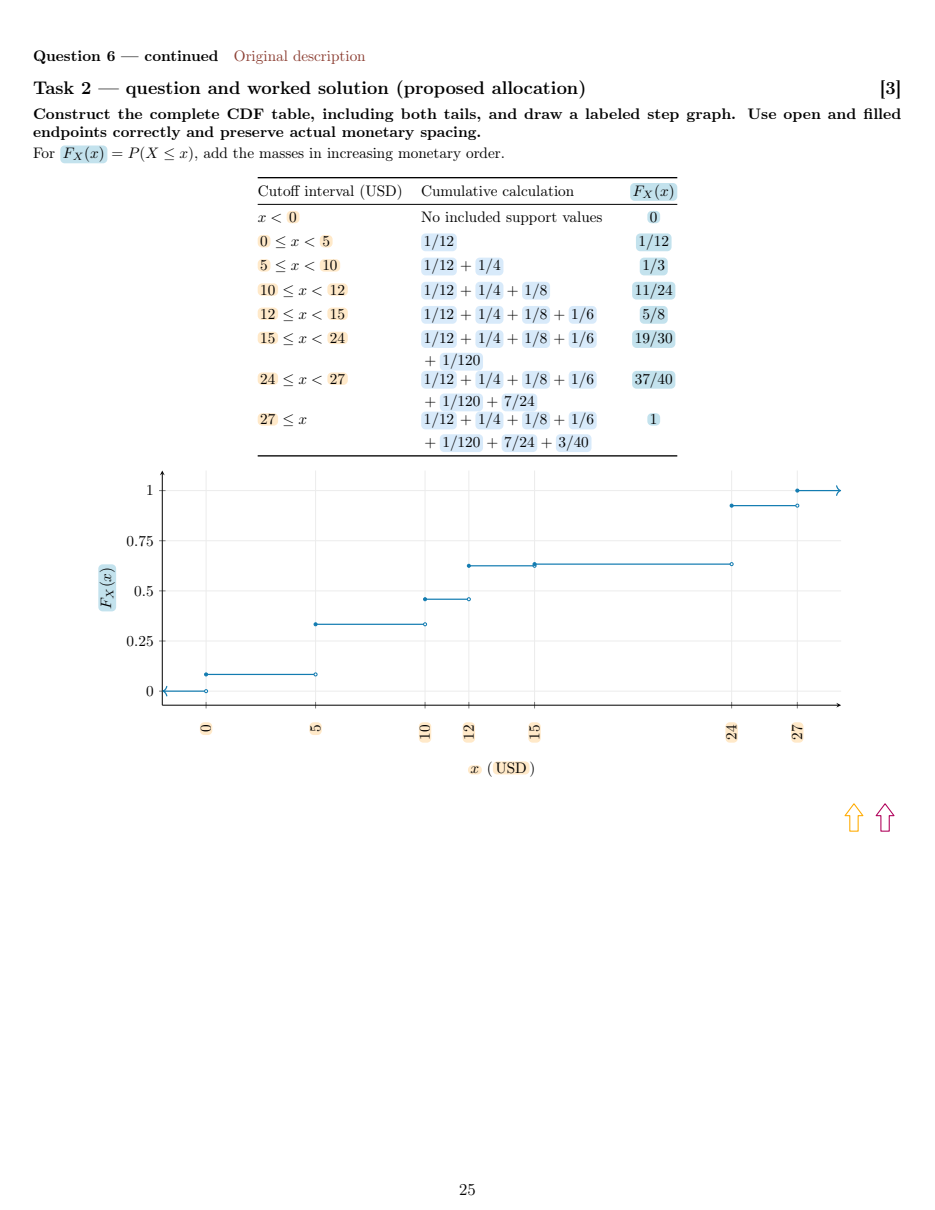 Question 6 — continued Original description
Task 2 — question and worked solution (proposed allocation) [3]
Construct the complete CDF table, including both tails, and draw a labeled step graph. Use open and filled
endpoints correctly and preserve actual monetary spacing.
For F_X(x) = P(X ≤ x), add the masses in increasing monetary order.
Cutoff interval (USD) Cumulative calculation F_X(x)
x < 0 No included support values 0
0 ≤ x < 5 1/12 1/12
5 ≤ x < 10 1/12 + 1/4 1/3
10 ≤ x < 12 1/12 + 1/4 + 1/8 11/24
12 ≤ x < 15 1/12 + 1/4 + 1/8 + 1/6 5/8
15 ≤ x < 24 1/12 + 1/4 + 1/8 + 1/6 19/30
+ 1/120
24 ≤ x < 27 1/12 + 1/4 + 1/8 + 1/6 37/40
+ 1/120 + 7/24
27 ≤ x 1/12 + 1/4 + 1/8 + 1/6 1
+ 1/120 + 7/24 + 3/40
1
0.75
0.5
0.25
0
F_X(x)
0 5 10 12 15 24 27
x (USD)
25